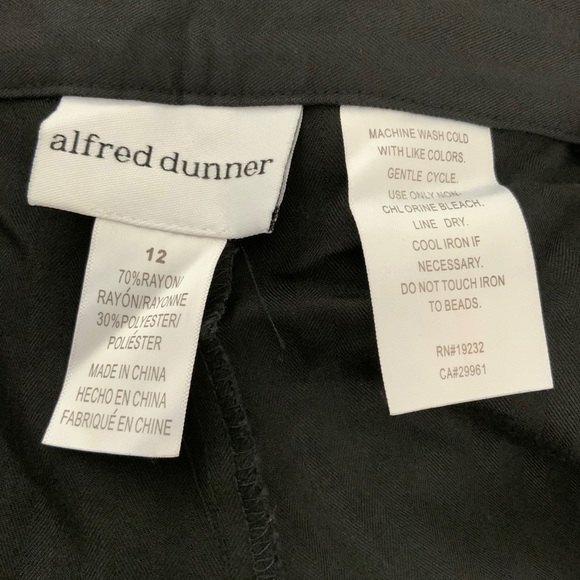 alfred dunner
12
70%RAYON/
RAYÓN/RAYONNE
30%POLYESTER/
POLIÉSTER
MADE IN CHINA
HECHO EN CHINA
FABRIQUÉ EN CHINE
MACHINE WASH COLD
WITH LIKE COLORS.
GENTLE CYCLE.
USE ONLY NON-
CHLORINE BLEACH.
LINE DRY.
COOL IRON IF
NECESSARY.
DO NOT TOUCH IRON
TO BEADS.
RN#19232
CA#29961